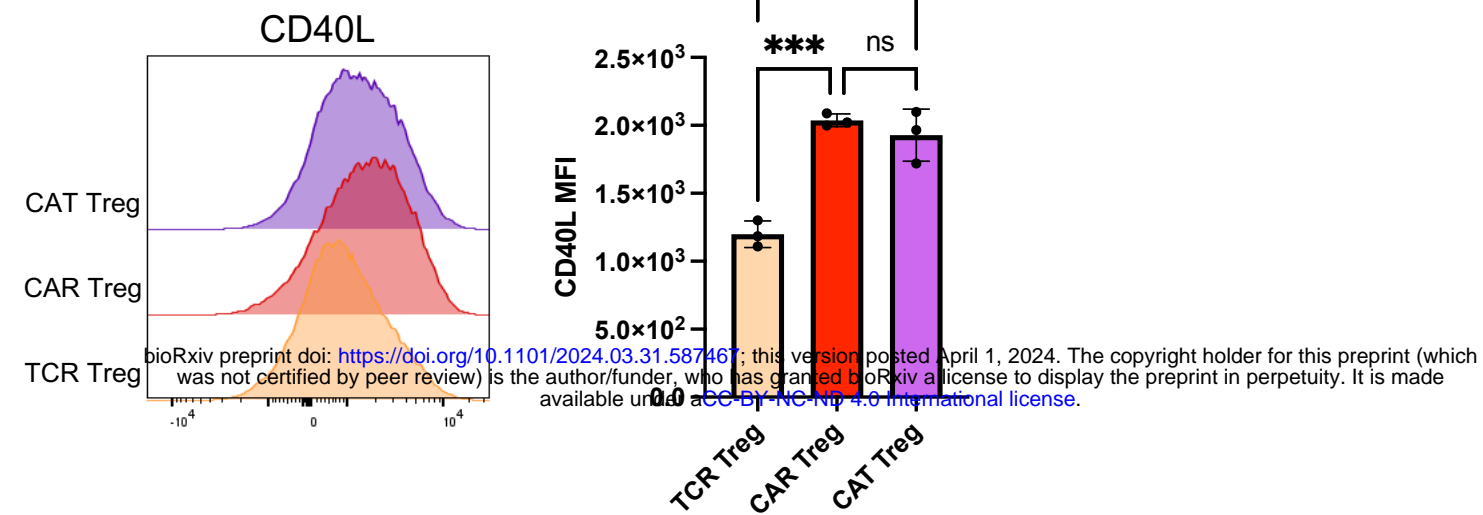 CD40L
CAT Treg
CAR Treg
TCR Treg
-10⁴
0
10⁴
*** ns
CD40L MFI
2.5×10³
2.0×10³
1.5×10³
1.0×10³
5.0×10²
0.0
TCR Treg
CAR Treg
CAT Treg
bioRxiv preprint doi: https://doi.org/10.1101/2024.03.31.587467; this version posted April 1, 2024. The copyright holder for this preprint (which
was not certified by peer review) is the author/funder, who has granted bioRxiv a license to display the preprint in perpetuity. It is made
available under aCC-BY-NC-ND 4.0 International license.